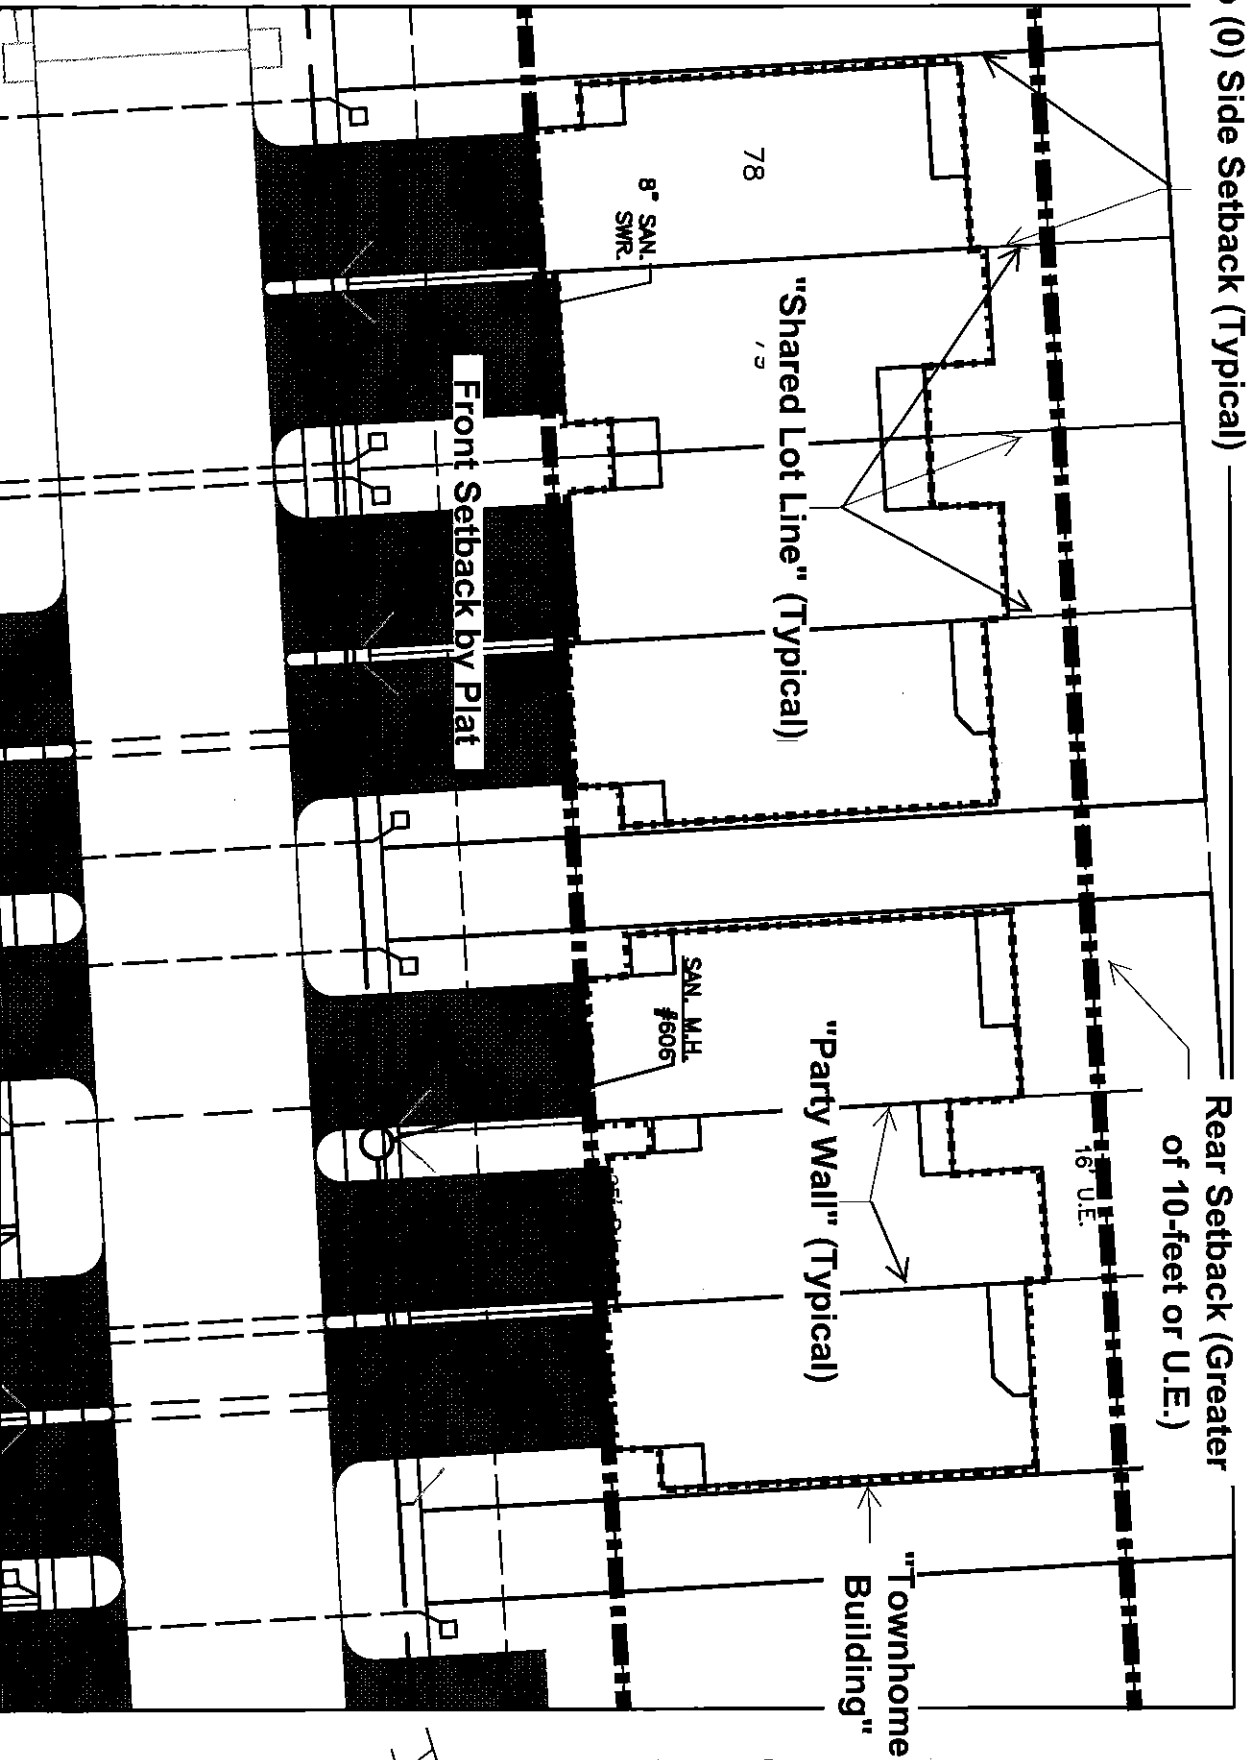 (0) Side Setback (Typical)
Rear Setback (Greater
of 10-feet or U.E.)
16' U.E.
78
8" SAN.
SWR.
"Shared Lot Line" (Typical)
Front Setback by Plat
"Party Wall" (Typical)
SAN. M.H.
#606
"Townhome
Building"